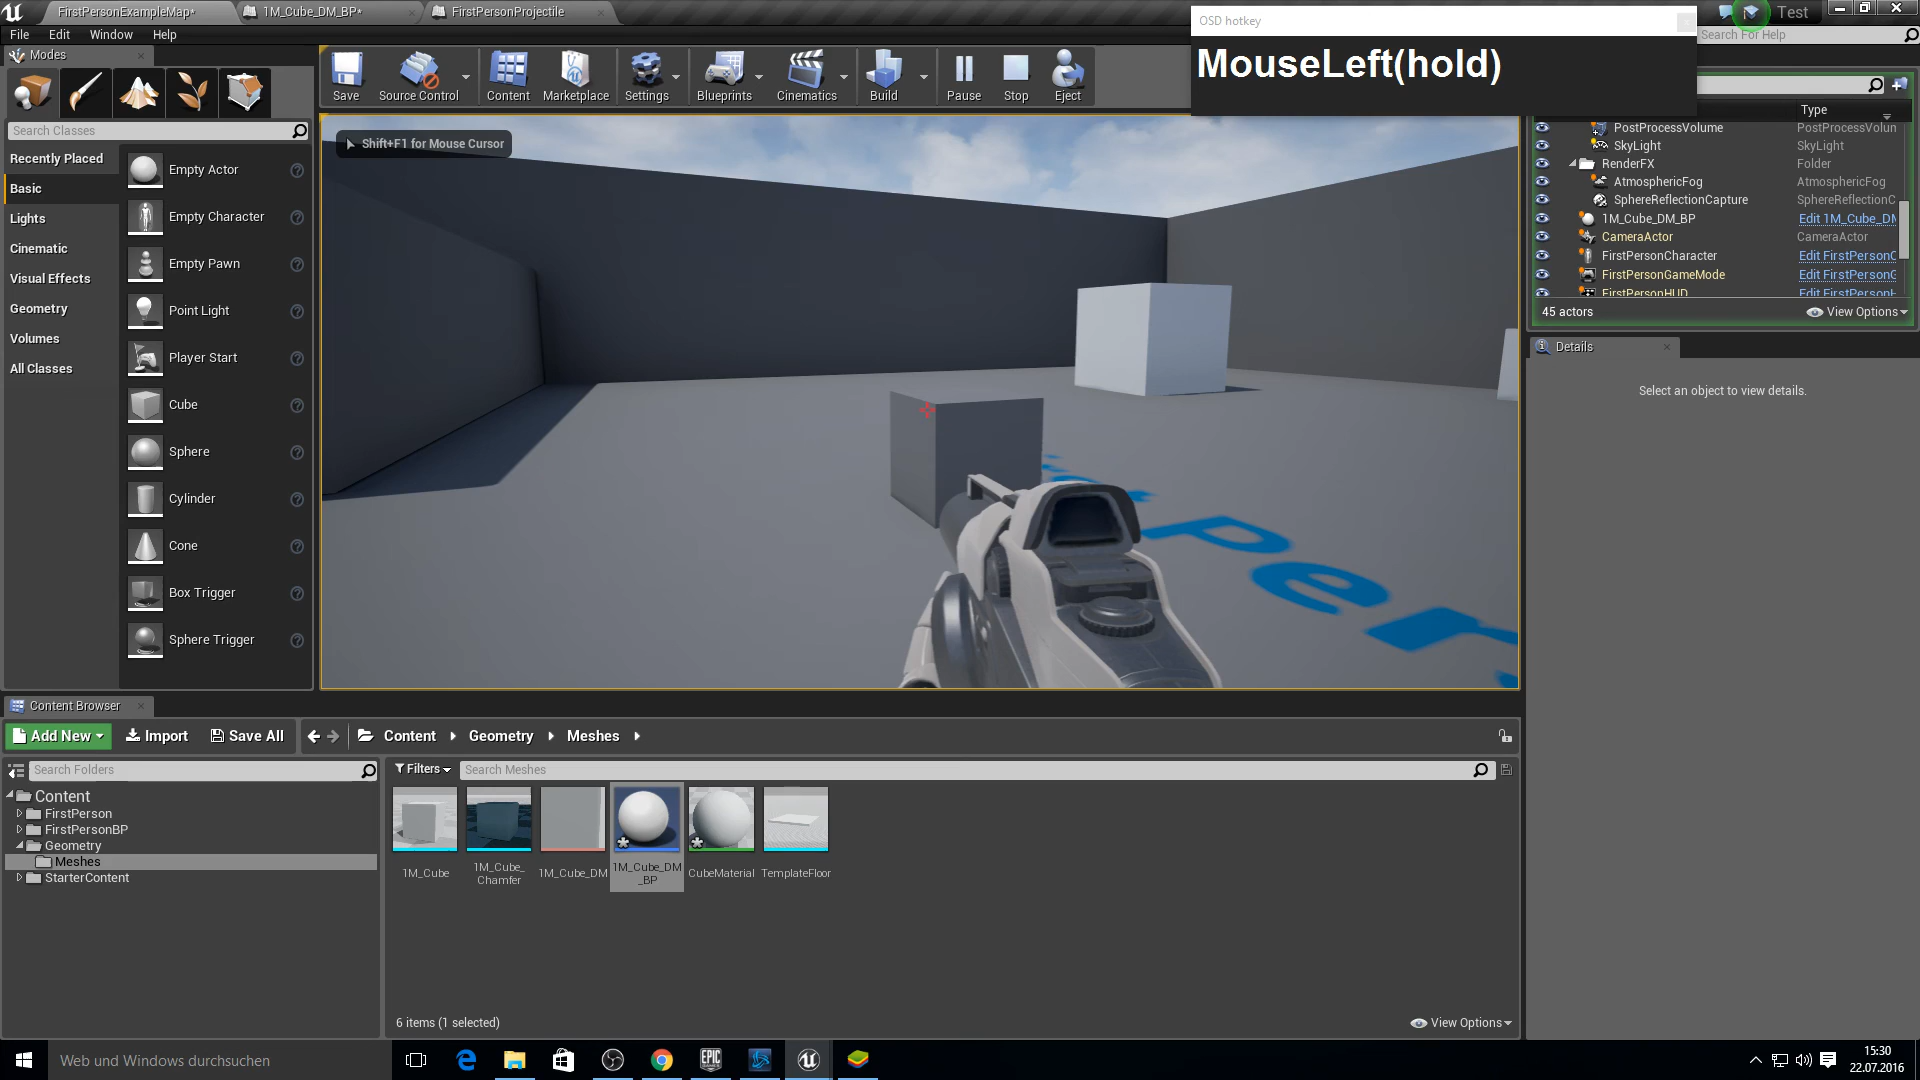 FirstPersonExampleMap*
1M_Cube_DM_BP*
FirstPersonProjectile
Test
OSD hotkey
MouseLeft(hold)
File
Edit
Window
Help
Search For Help
Modes
Save
Source Control
Content
Marketplace
Settings
Blueprints
Cinematics
Build
Pause
Stop
Eject
Search Classes
Recently Placed
Basic
Lights
Cinematic
Visual Effects
Geometry
Volumes
All Classes
Empty Actor
Empty Character
Empty Pawn
Point Light
Player Start
Cube
Sphere
Cylinder
Cone
Box Trigger
Sphere Trigger
Shift+F1 for Mouse Cursor
Type
PostProcessVolume
PostProcessVolun
SkyLight
SkyLight
RenderFX
Folder
AtmosphericFog
AtmosphericFog
SphereReflectionCapture
SphereReflectionC
1M_Cube_DM_BP
Edit 1M_Cube_DM
CameraActor
CameraActor
FirstPersonCharacter
Edit FirstPersonC
FirstPersonGameMode
Edit FirstPersonG
FirstPersonHUD
Edit FirstPersonH
45 actors
View Options
Details
Select an object to view details.
Content Browser
Add New
Import
Save All
Content
Geometry
Meshes
Search Folders
Filters
Search Meshes
Content
FirstPerson
FirstPersonBP
Geometry
Meshes
StarterContent
1M_Cube
1M_Cube_
Chamfer
1M_Cube_DM
1M_Cube_DM
_BP
CubeMaterial
TemplateFloor
6 items (1 selected)
View Options
Web und Windows durchsuchen
EPIC
GAMES
15:30
22.07.2016